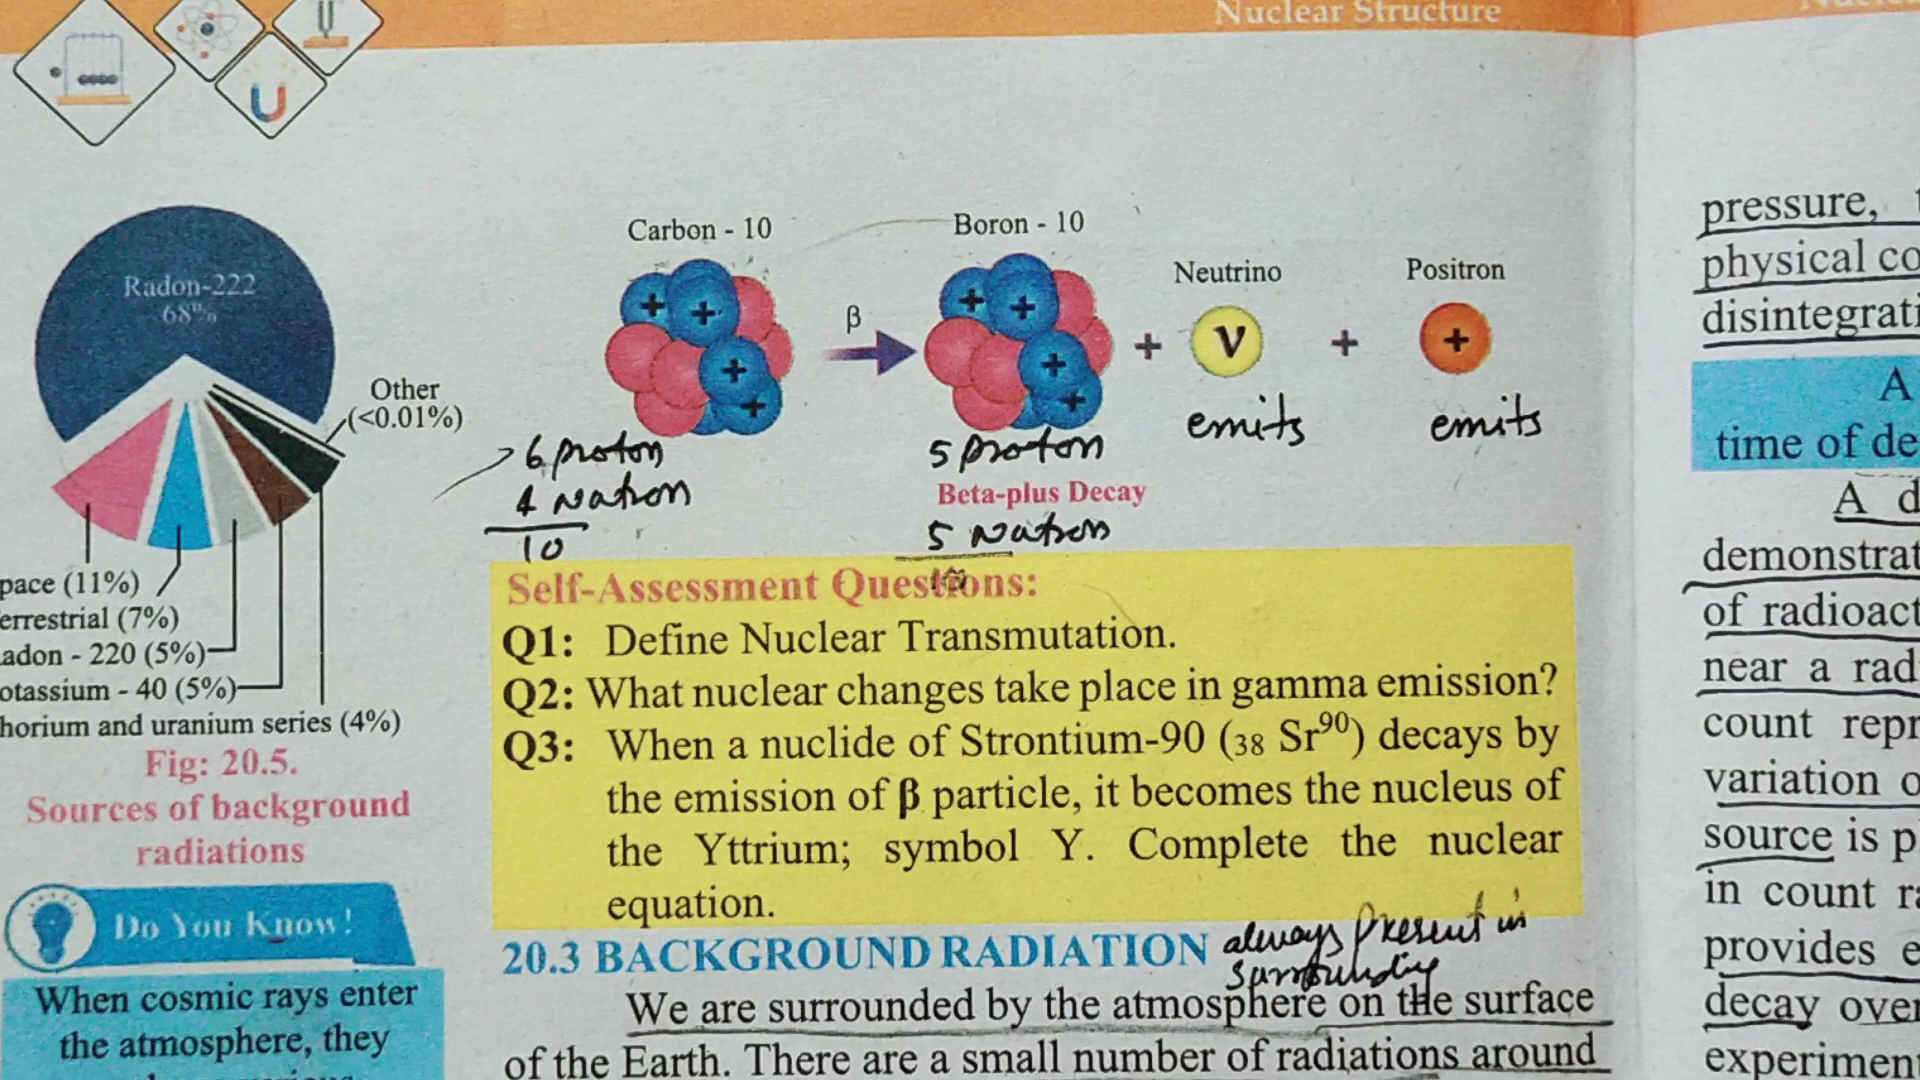 Nuclear Structure
Radon-222
68%
Other
(<0.01%)
pace (11%)
errestrial (7%)
adon - 220 (5%)
otassium - 40 (5%)
horium and uranium series (4%)
Fig: 20.5.
Sources of background
radiations
Do You Know!
When cosmic rays enter
the atmosphere, they
Carbon - 10
Boron - 10
Neutrino
Positron
β
+
ν
+
+
emits
emits
6 proton
4 Natron
10
5 proton
Beta-plus Decay
5 Natron
10
Self-Assessment Questions:
Q1: Define Nuclear Transmutation.
Q2: What nuclear changes take place in gamma emission?
Q3: When a nuclide of Strontium-90 (₃₈ Sr⁹⁰) decays by
the emission of β particle, it becomes the nucleus of
the Yttrium; symbol Y. Complete the nuclear
equation.
20.3 BACKGROUND RADIATION always Present in
surrounding
We are surrounded by the atmosphere on the surface
of the Earth. There are a small number of radiations around
pressure,
physical co
disintegrati
A
time of de
A d
demonstrat
of radioact
near a rad
count repr
variation o
source is p
in count ra
provides e
decay over
experiment